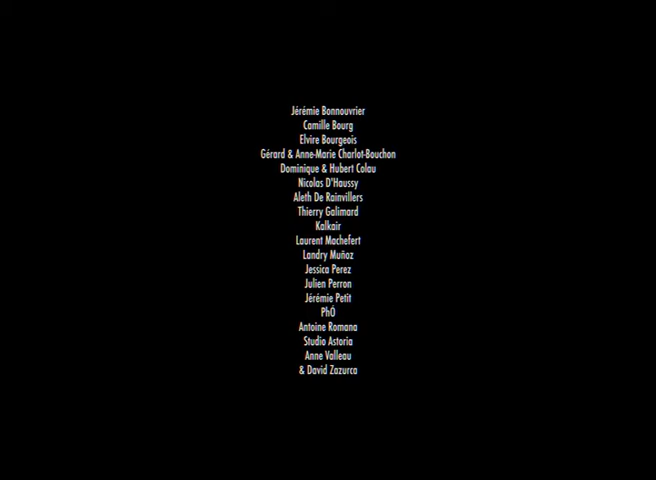 Jérémie Bonnouvrier
Camille Bourg
Elvire Bourgeois
Gérard & Anne-Marie Charlot-Bouchon
Dominique & Hubert Colau
Nicolas D'Haussy
Aleth De Rainvillers
Thierry Galimard
Kalkair
Laurent Machefert
Landry Muñoz
Jessica Perez
Julien Perron
Jérémie Petit
PhÓ
Antoine Romana
Studio Astoria
Anne Valleau
& David Zazurca